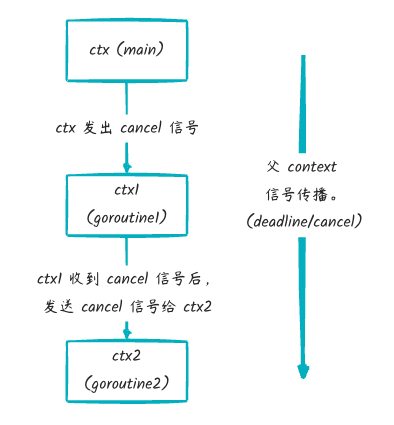 ctx (main)
ctx 发出 cancel 信号
ctx1
(goroutine1)
ctx1 收到 cancel 信号后，
发送 cancel 信号给 ctx2
ctx2
(goroutine2)
父 context
信号传播。
(deadline/cancel)